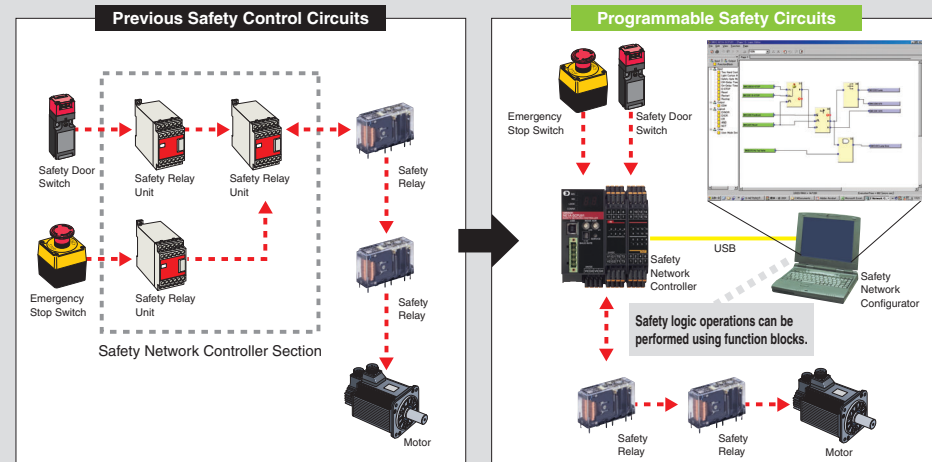 Previous Safety Control Circuits
Safety Door
Switch
Safety Relay
Unit
Safety Relay
Unit
Safety
Relay
Emergency
Stop Switch
Safety Relay
Unit
Safety
Relay
Safety Network Controller Section
Motor
Programmable Safety Circuits
Emergency
Stop Switch
Safety Door
Switch
USB
Safety
Network
Controller
Safety
Network
Configurator
Safety logic operations can be
performed using function blocks.
Safety
Relay
Safety
Relay
Motor